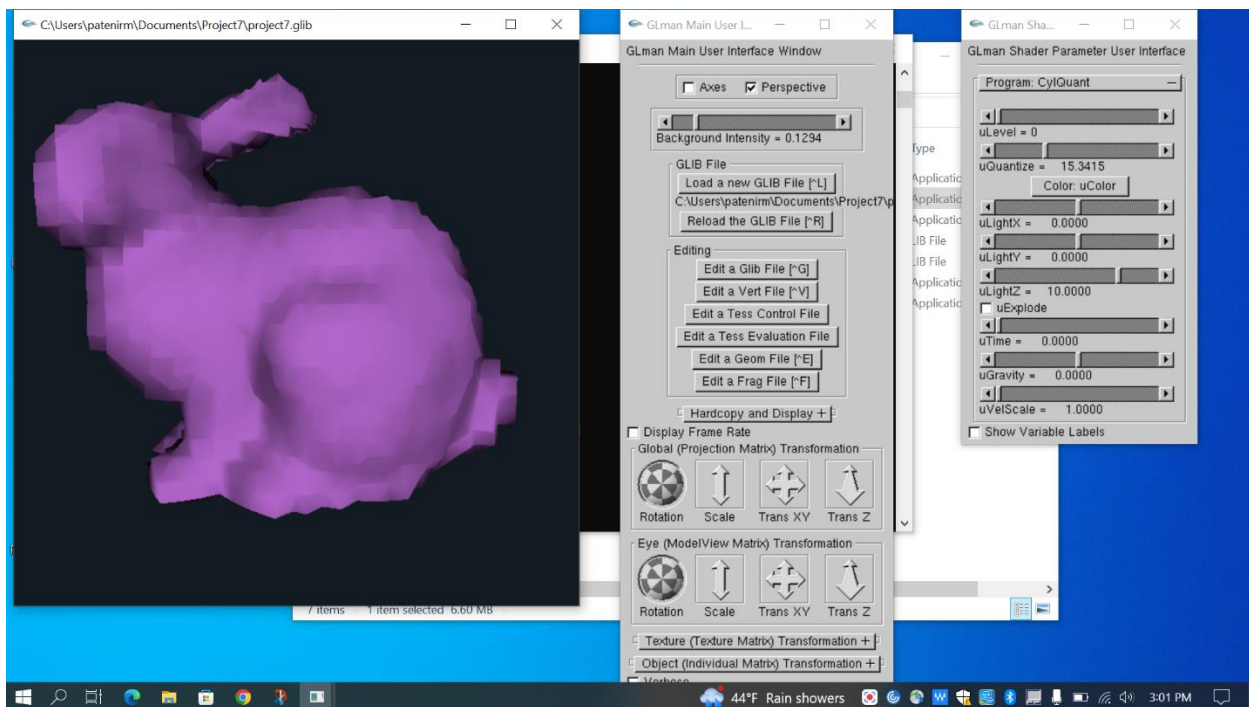 C:\Users\patenirm\Documents\Project7\project7.glib
GLman Main User I...
GLman Main User Interface Window
Axes Perspective
Background Intensity = 0.1294
GLIB File
Load a new GLIB File [^L]
C:\Users\patenirm\Documents\Project7\p
Reload the GLIB File [^R]
Editing
Edit a Glib File [^G]
Edit a Vert File [^V]
Edit a Tess Control File
Edit a Tess Evaluation File
Edit a Geom File [^E]
Edit a Frag File [^F]
Hardcopy and Display +
Display Frame Rate
Global (Projection Matrix) Transformation
Rotation Scale Trans XY Trans Z
Eye (ModelView Matrix) Transformation
Rotation Scale Trans XY Trans Z
Texture (Texture Matrix) Transformation +
Object (Individual Matrix) Transformation +
Verbose
Type
Applicatic
Applicatic
Applicatic
LIB File
LIB File
Applicatic
Applicatic
GLman Sha...
GLman Shader Parameter User Interface
Program: CylQuant
uLevel = 0
uQuantize = 15.3415
Color: uColor
uLightX = 0.0000
uLightY = 0.0000
uLightZ = 10.0000
uExplode
uTime = 0.0000
uGravity = 0.0000
uVelScale = 1.0000
Show Variable Labels
7 items 1 item selected 6.60 MB
44°F Rain showers 3:01 PM